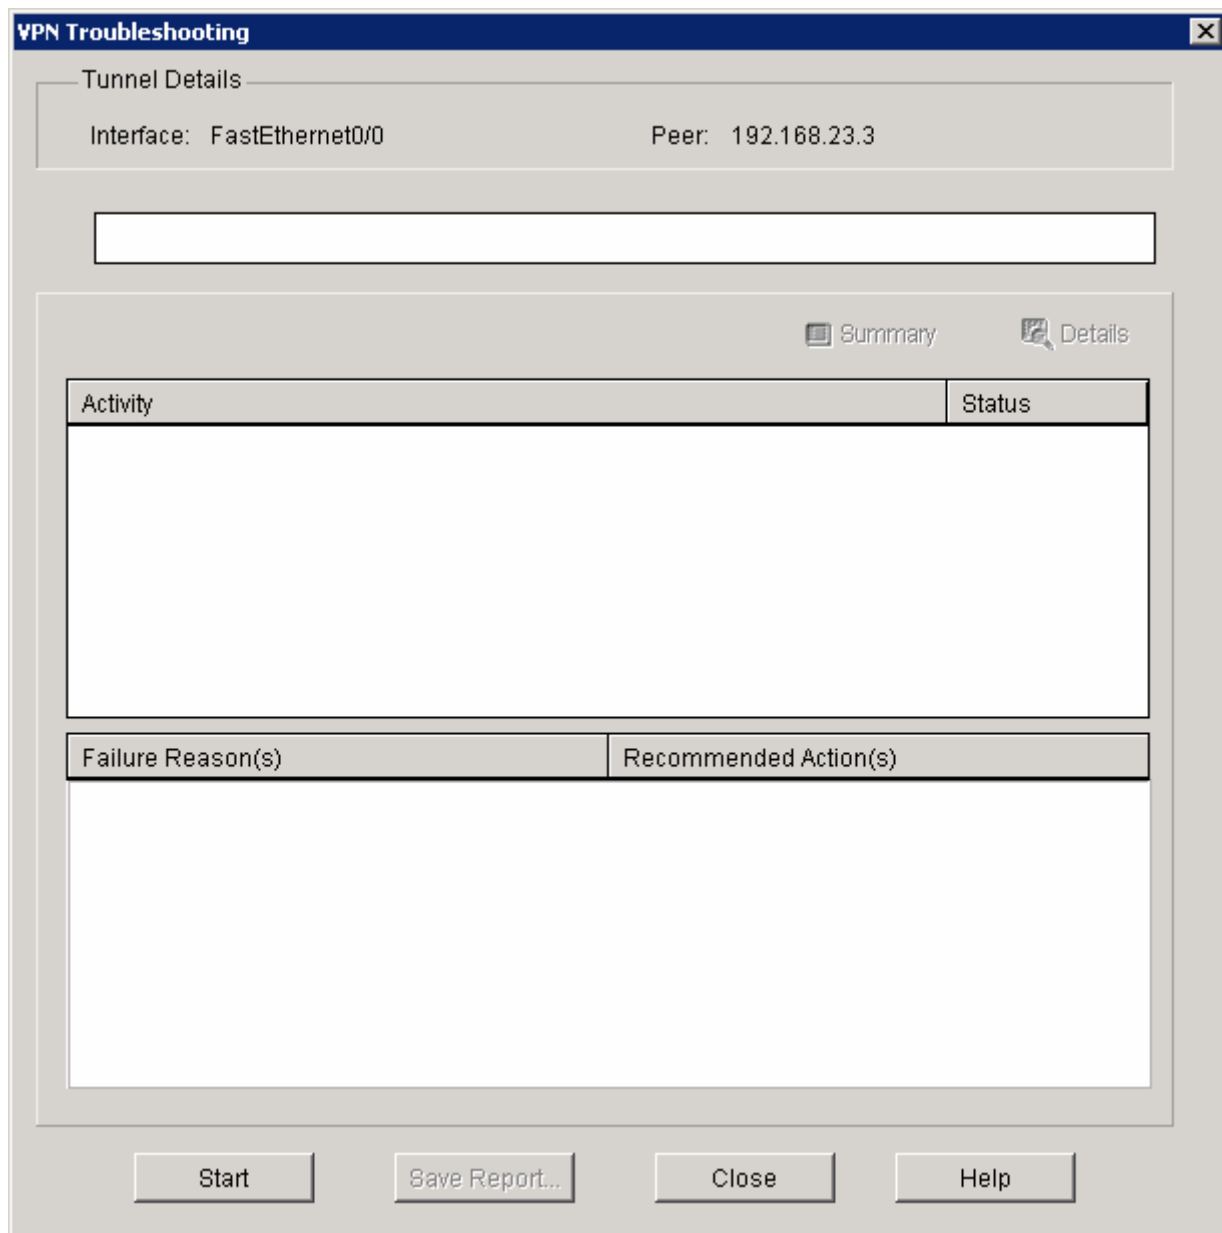 VPN Troubleshooting
Tunnel Details
Interface: FastEthernet0/0 Peer: 192.168.23.3
Summary Details
Activity Status
Failure Reason(s) Recommended Action(s)
Start Save Report... Close Help